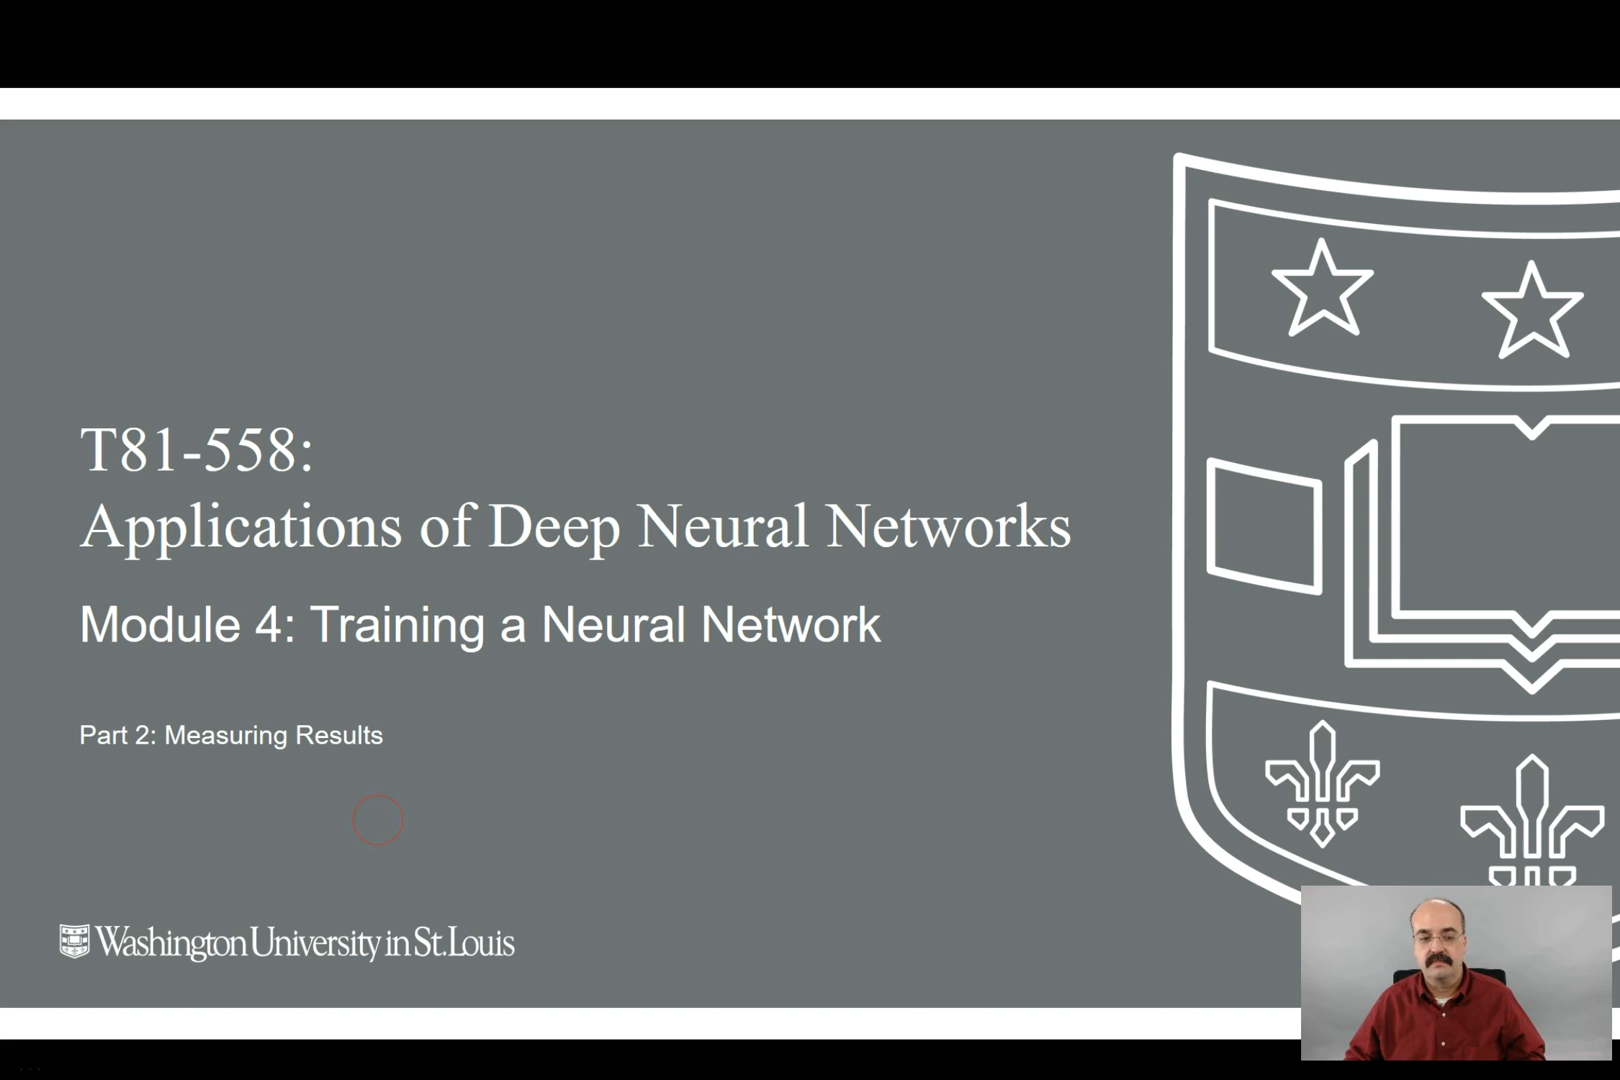 T81-558:
Applications of Deep Neural Networks
Module 4: Training a Neural Network
Part 2: Measuring Results
Washington University in St. Louis